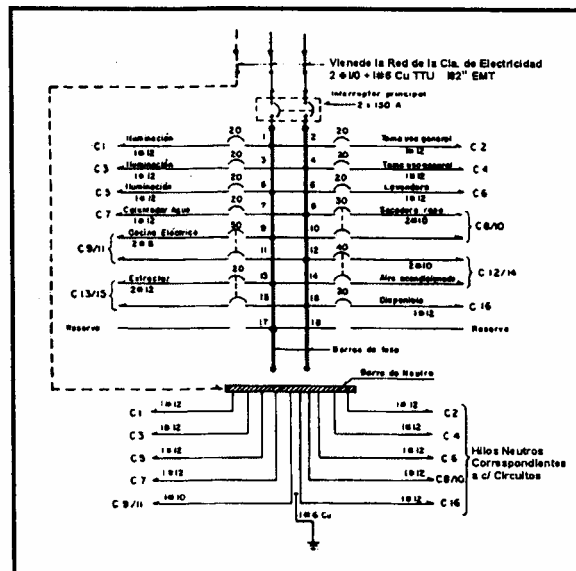 Viene de la Red de la Cia. de Electricidad
2 # 1/0 + 1#6 Cu TTU 1Ø2" EMT
Interruptor principal
2 x 150 A
C1 Iluminación 1#12 20 1 2 20 Toma uso general 1#12 C2
C3 Iluminación 1#12 20 3 4 20 Toma uso general 1#12 C4
C5 Iluminación 1#12 20 5 6 20 Lavandero 1#12 C6
C7 Calentador Agua 1#12 20 7 8 30 Secadora ropa 2#10 C8/10
C9/11 Cocina Eléctrica 2#8 9 10
11 12 40 2#10 C12/14
C13/15 Extractor 2#12 20 13 14 Aire acondicionado
15 16 30 Disponible 1#12 C16
Reserva 17 18 Reserva
Barras de fase
Barra de Neutro
C1 1#12 1#12 C2
C3 1#12 1#12 C4
C5 1#12 1#12 C6
C7 1#12 1#12 C8/10
C9/11 1#10 1#12 C16
Hilos Neutros
Correspondientes
a c/ Circuitos
1#6 Cu